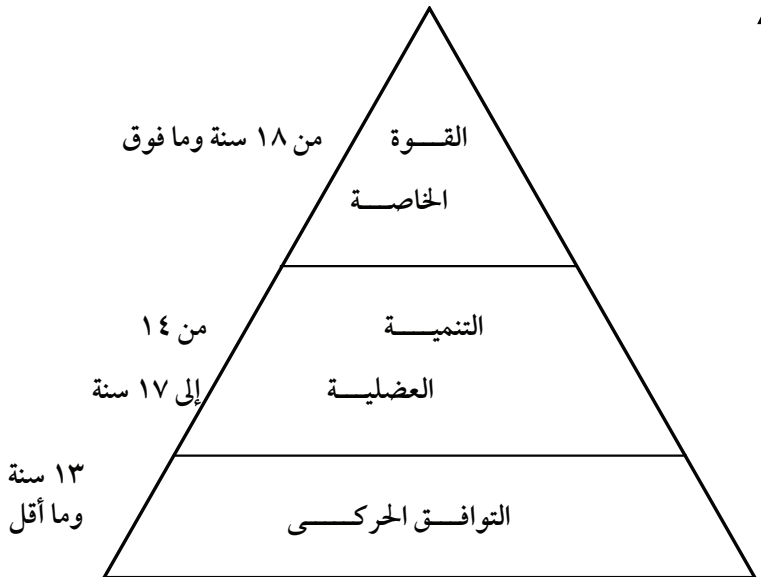 القـــوة
الخاصـــة
من ١٨ سنة وما فوق
التنميـــة
العضليـــة
من ١٤
إلى ١٧ سنة
التوافـــق الحركـــى
١٣ سنة
وما أقل